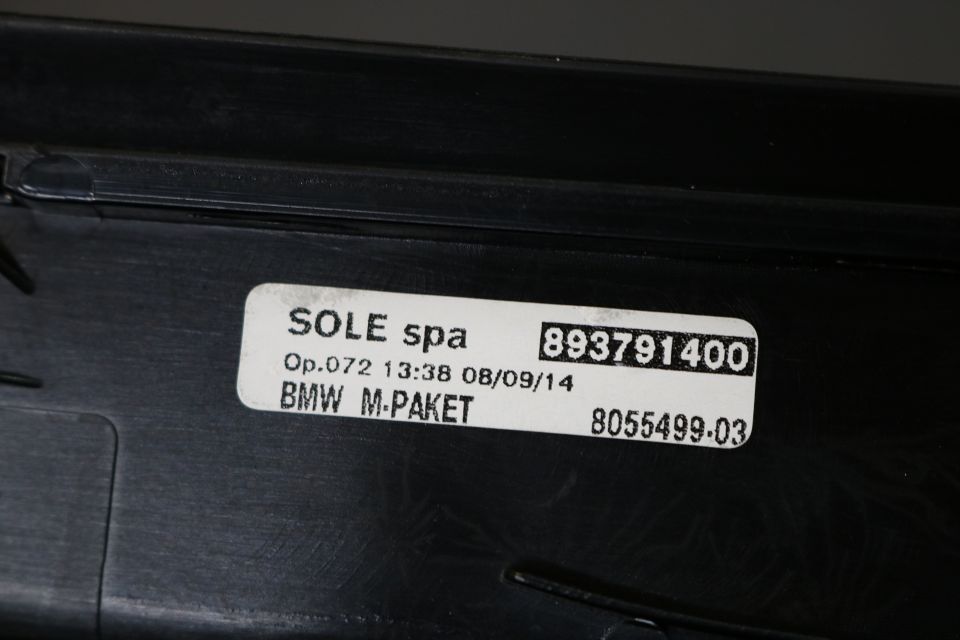 SOLE spa 893791400
Op.072 13:38 08/09/14
BMW M-PAKET 8055499-03